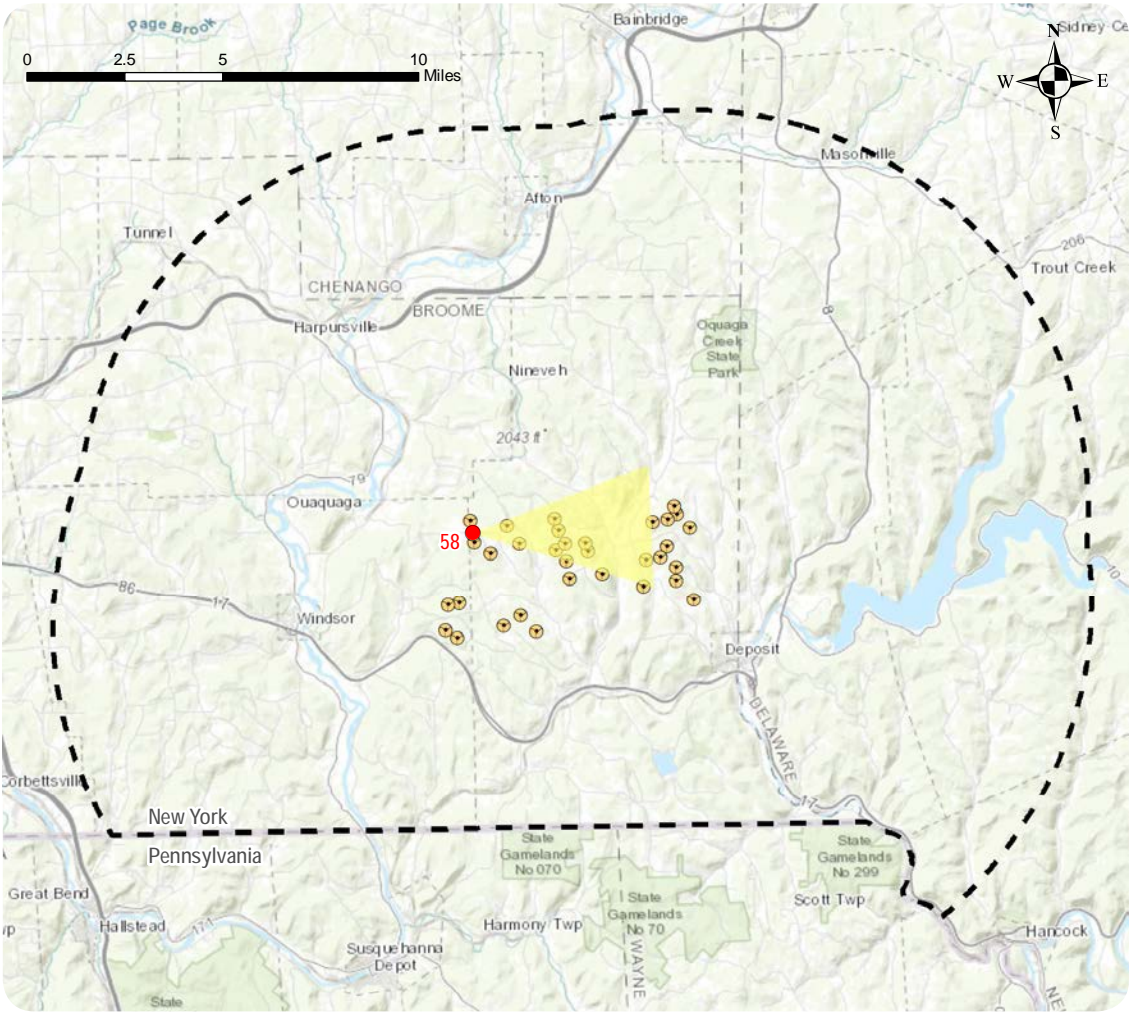 Page Brook
Bainbridge
Sidney Ce
N
W
E
S
0
2.5
5
10
Miles
Masonville
Afton
Tunnel
206
Trout Creek
CHENANGO
BROOME
8
Harpursville
Oquaga
Creek
State
Park
Nineveh
2043 ft
79
Ouaquaga
58
86
17
10
Windsor
Deposit
DELAWARE
17
Corbettsville
New York
Pennsylvania
State
Gamelands
No 070
State
Gamelands
No 299
Great Bend
State
Gamelands
No 70
Scott Twp
Hallstead
171
Harmony Twp
Hancock
Susquehanna
Depot
WAYNE
State